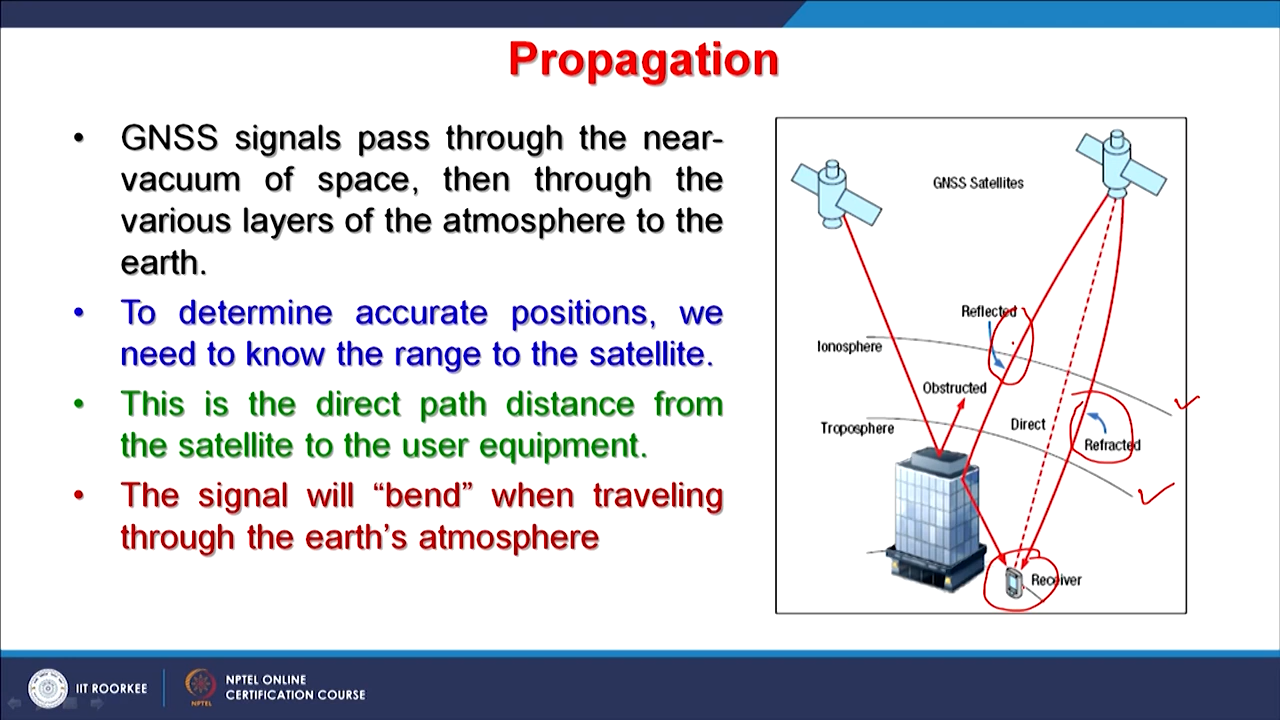 Propagation
• GNSS signals pass through the near-
vacuum of space, then through the
various layers of the atmosphere to the
earth.
• To determine accurate positions, we
need to know the range to the satellite.
• This is the direct path distance from
the satellite to the user equipment.
• The signal will “bend” when traveling
through the earth’s atmosphere
GNSS Satellites
Reflected
Ionosphere
Obstructed
Troposphere
Direct
Refracted
Receiver
IIT ROORKEE
NPTEL
NPTEL ONLINE
CERTIFICATION COURSE